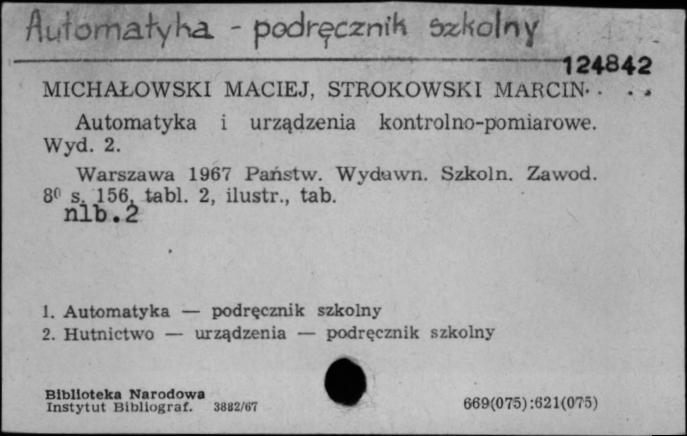 Automatyka - podręcznik szkolny
124842
MICHAŁOWSKI MACIEJ, STROKOWSKI MARCIN
Automatyka i urządzenia kontrolno-pomiarowe.
Wyd. 2.
Warszawa 1967 Państw. Wydawn. Szkoln. Zawod.
8⁰ s. 156, tabl. 2, ilustr., tab.
nlb.2
1. Automatyka — podręcznik szkolny
2. Hutnictwo — urządzenia — podręcznik szkolny
Biblioteka Narodowa
Instytut Bibliograf. 3882/67
669(075):621(075)